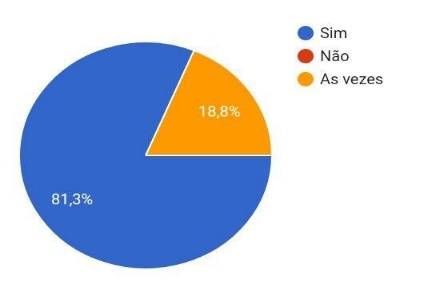 Sim
Não
As vezes
18,8%
81,3%